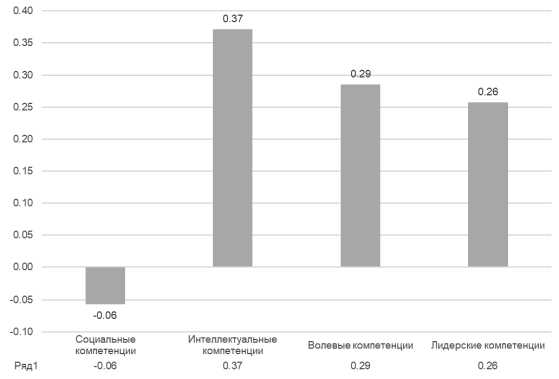 0.40
0.35
0.30
0.25
0.20
0.15
0.10
0.05
0.00
-0.05
-0.10
-0.06
0.37
0.29
0.26
Социальные
компетенции
Интеллектуальные
компетенции
Волевые компетенции
Лидерские компетенции
Ряд1 -0.06 0.37 0.29 0.26